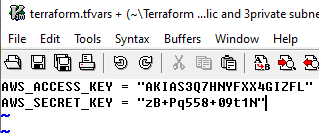 terraform.tfvars + (~\Terraform ...lic and 3private subne
File Edit Tools Syntax Buffers Window Help
AWS_ACCESS_KEY = "AKIAS3Q7HNYFXX4GIZFL"
AWS_SECRET_KEY = "zB+Pq558+09t1N"
~
~